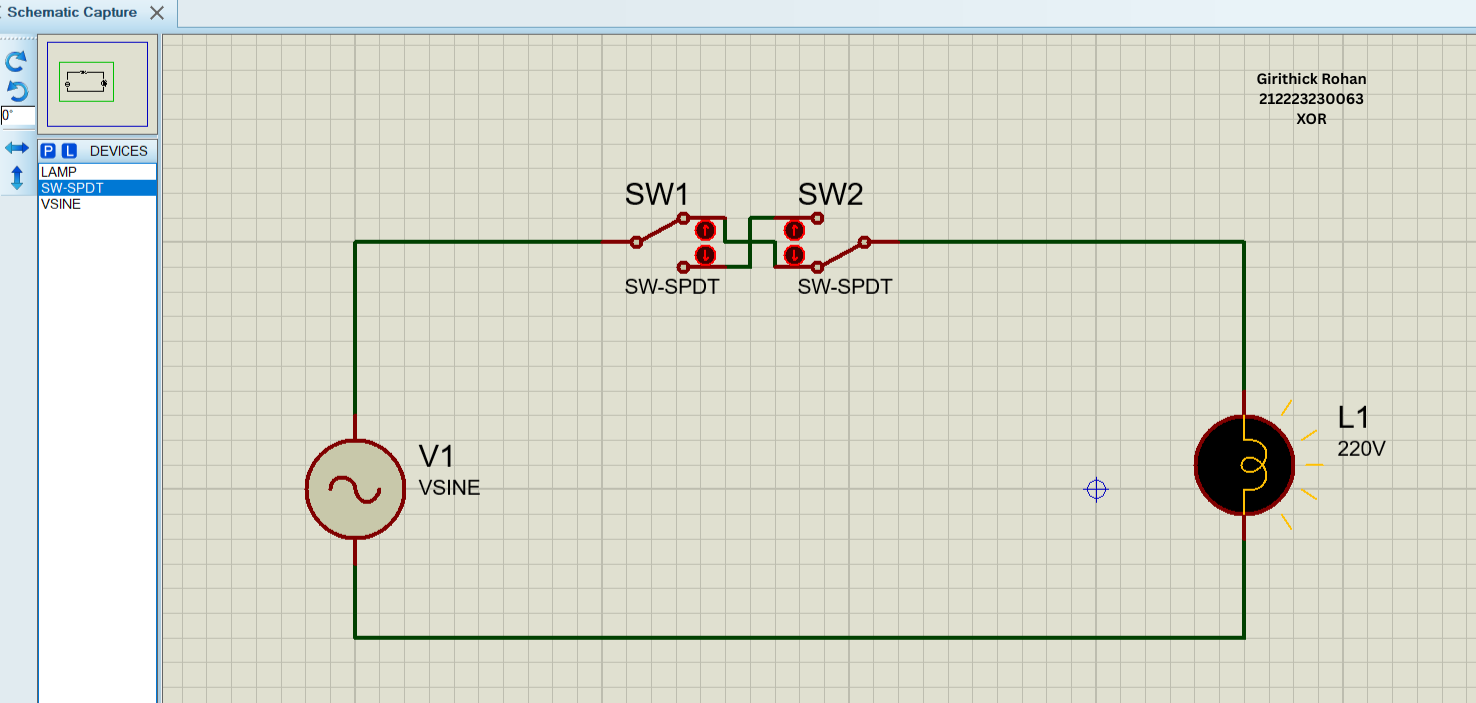 Schematic Capture
Girithick Rohan
212223230063
XOR
0°
P L DEVICES
LAMP
SW-SPDT
VSINE
SW1
SW2
SW-SPDT
SW-SPDT
V1
VSINE
L1
220V